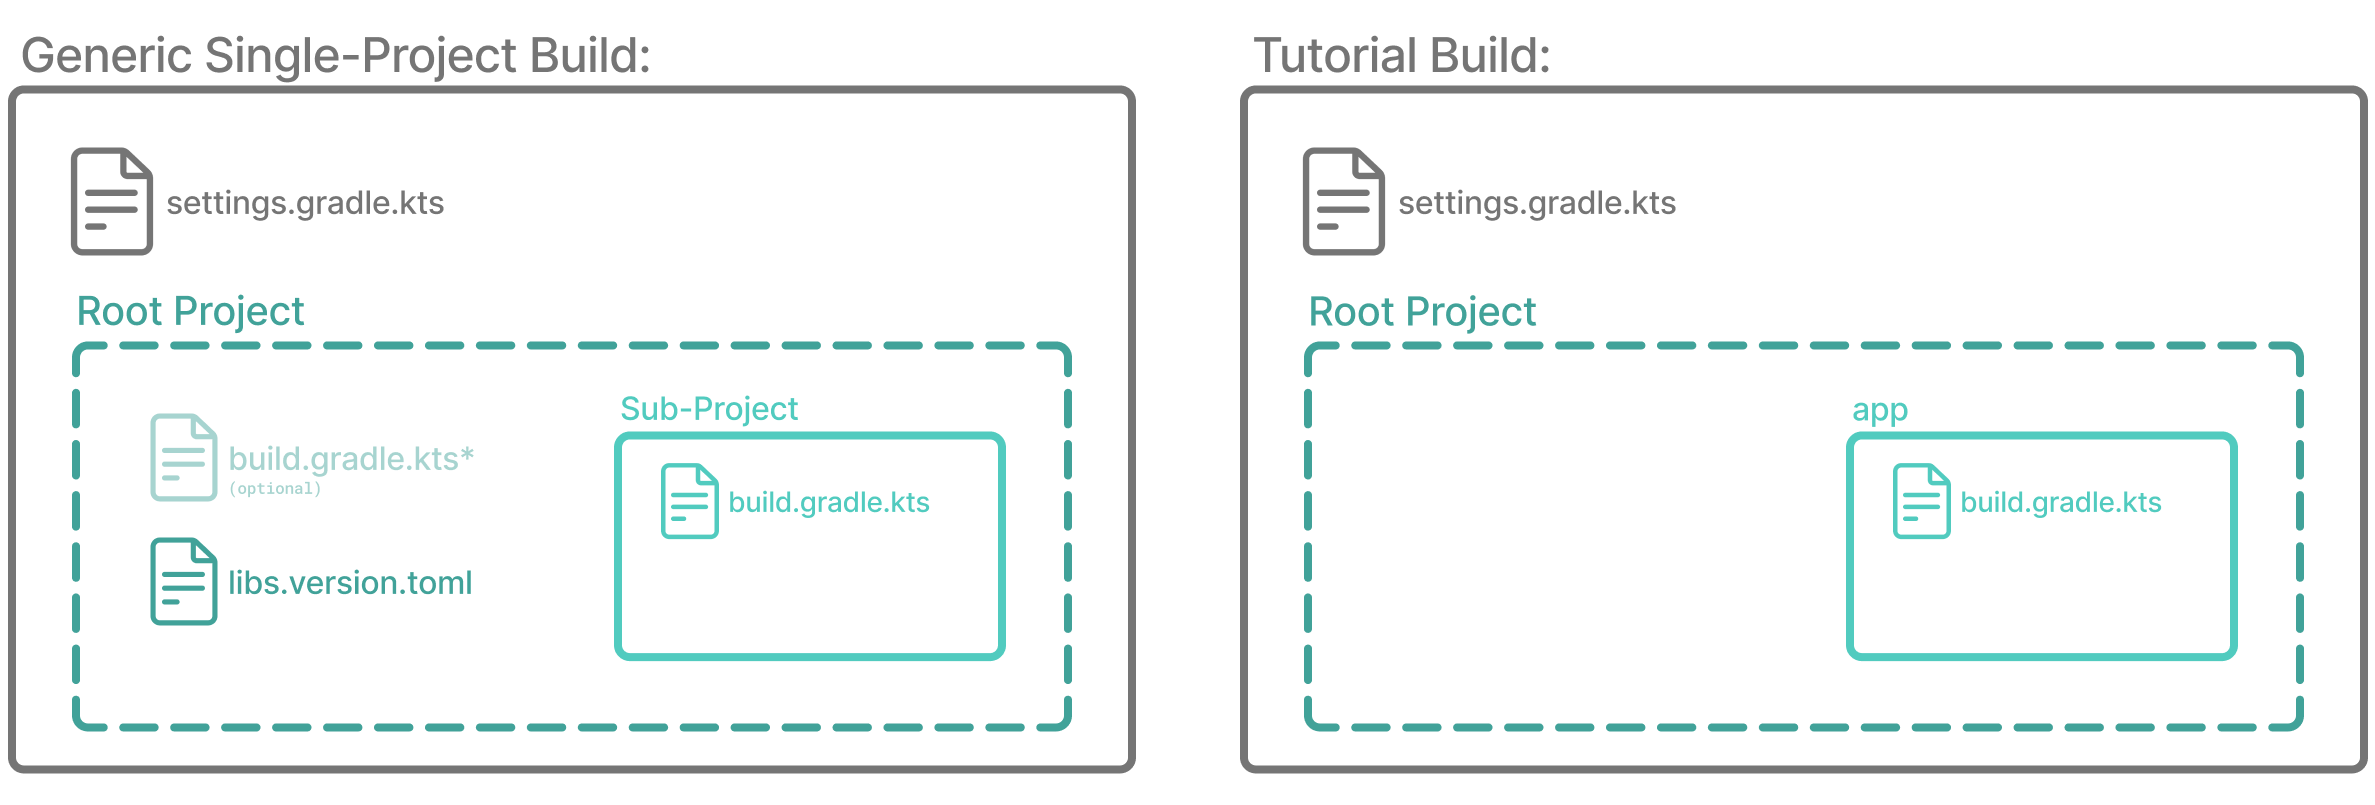 Generic Single-Project Build:
settings.gradle.kts
Root Project
build.gradle.kts*
(optional)
libs.version.toml
Sub-Project
build.gradle.kts
Tutorial Build:
settings.gradle.kts
Root Project
app
build.gradle.kts